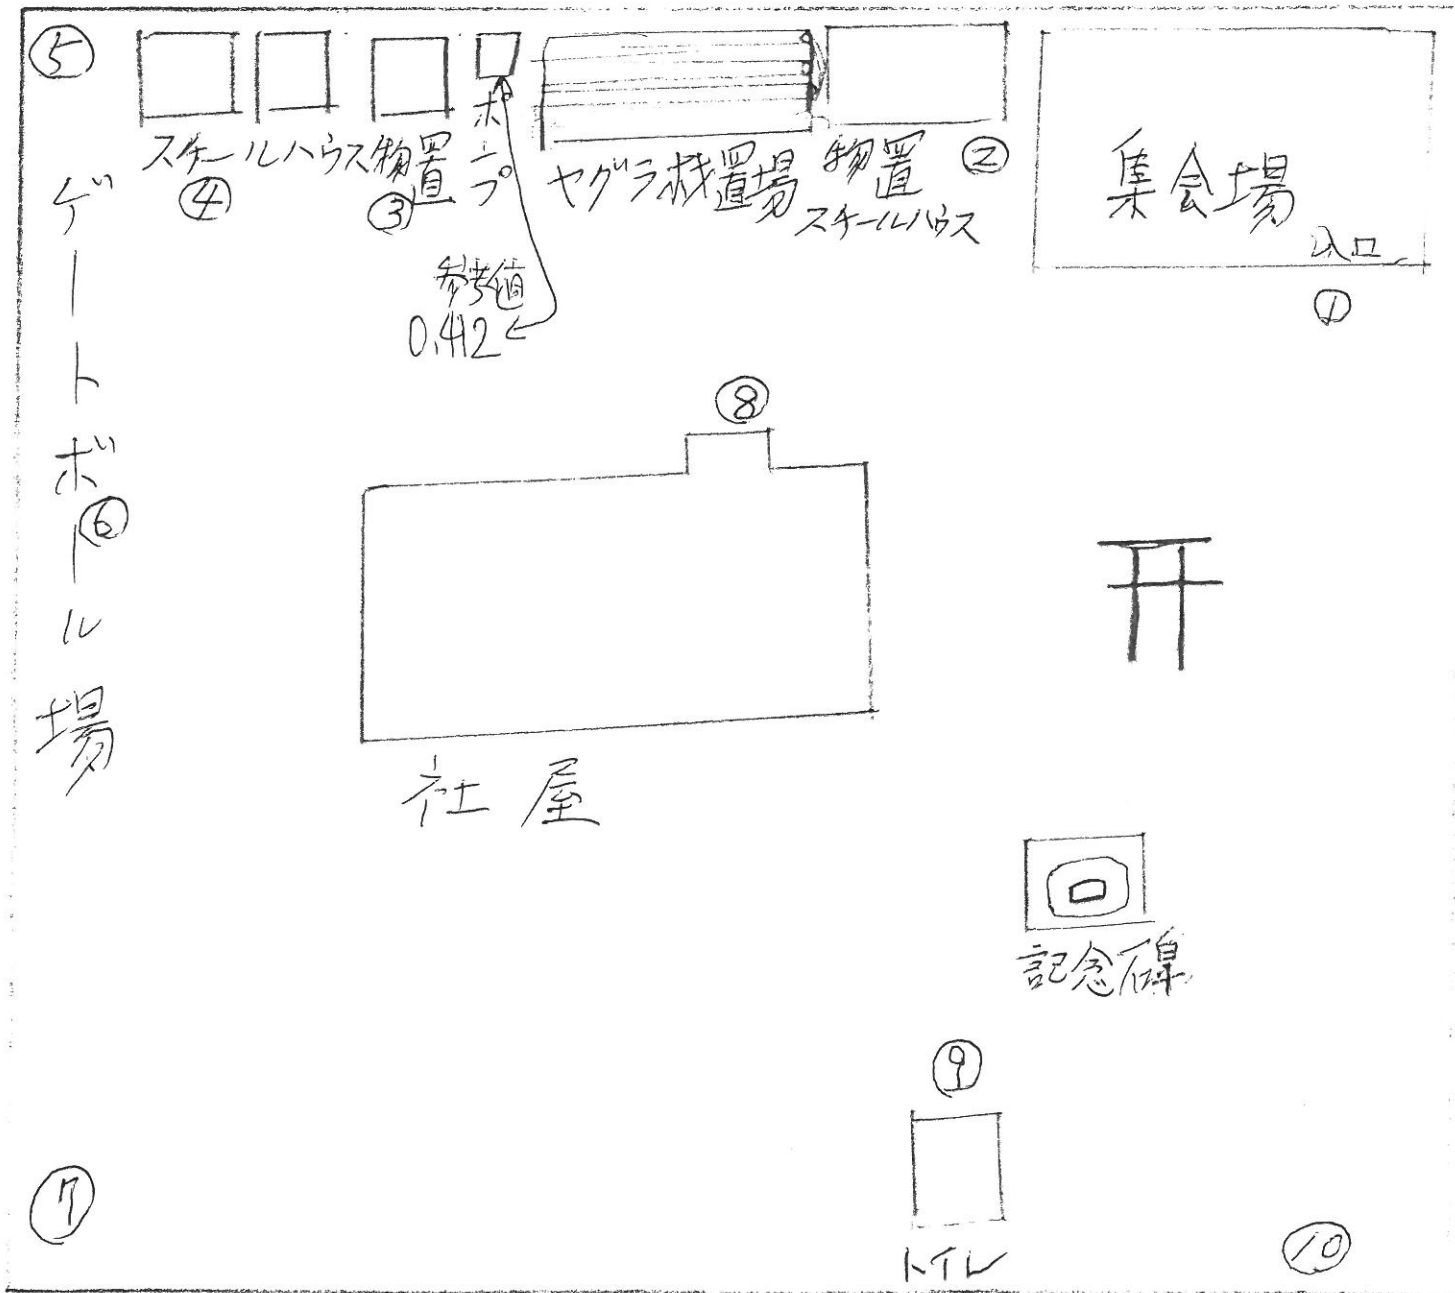 ⑤
スチールハウス
④
物置
③
ポンプ
参考値
0.412
ヤグラ材置場
物置
スチールハウス
②
集会場
入口
①
ゲートボール場
⑥
⑧
社屋
記念碑
⑨
トイレ
⑦
⑩